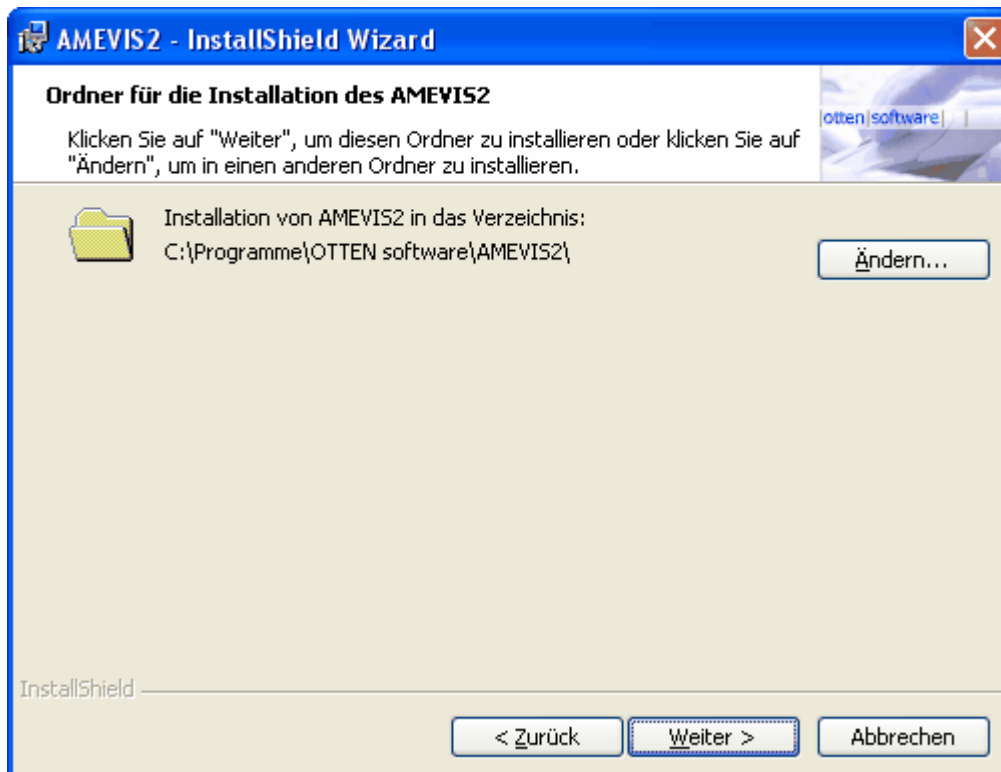 AMEVIS2 - InstallShield Wizard
Ordner für die Installation des AMEVIS2
Klicken Sie auf "Weiter", um diesen Ordner zu installieren oder klicken Sie auf
"Ändern", um in einen anderen Ordner zu installieren.
|otten|software| |
Installation von AMEVIS2 in das Verzeichnis:
C:\Programme\OTTEN software\AMEVIS2\
Ändern...
InstallShield
< Zurück
Weiter >
Abbrechen